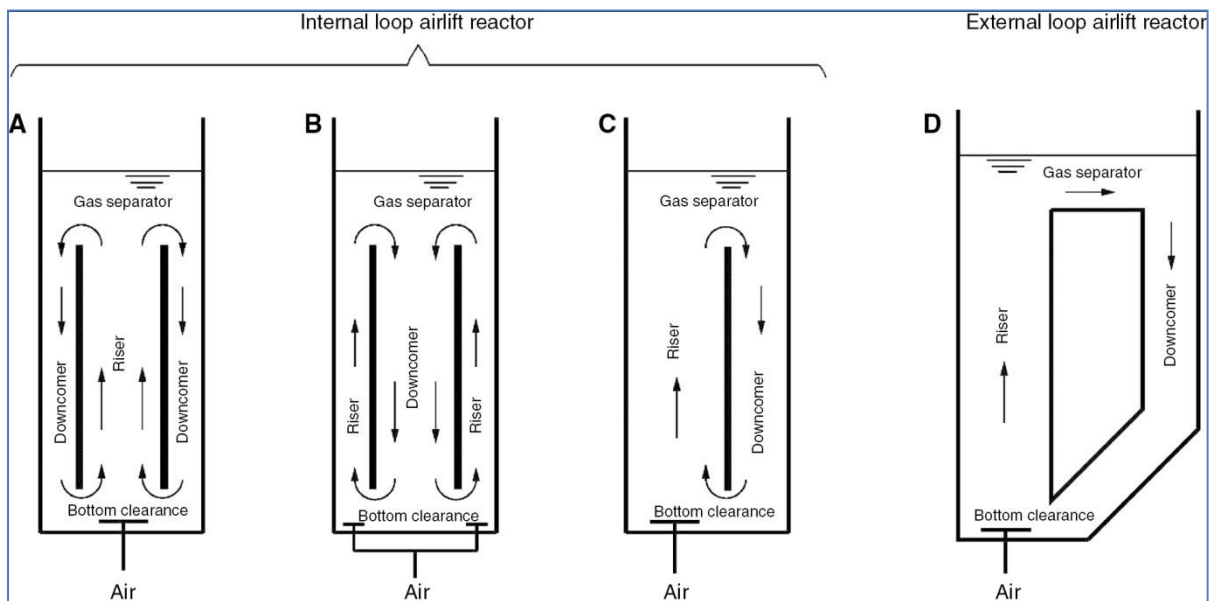 Internal loop airlift reactor
External loop airlift reactor
A
Gas separator
Downcomer
Riser
Downcomer
Bottom clearance
Air
B
Gas separator
Riser
Downcomer
Riser
Bottom clearance
Air
C
Gas separator
Riser
Downcomer
Bottom clearance
Air
D
Gas separator
Riser
Downcomer
Bottom clearance
Air